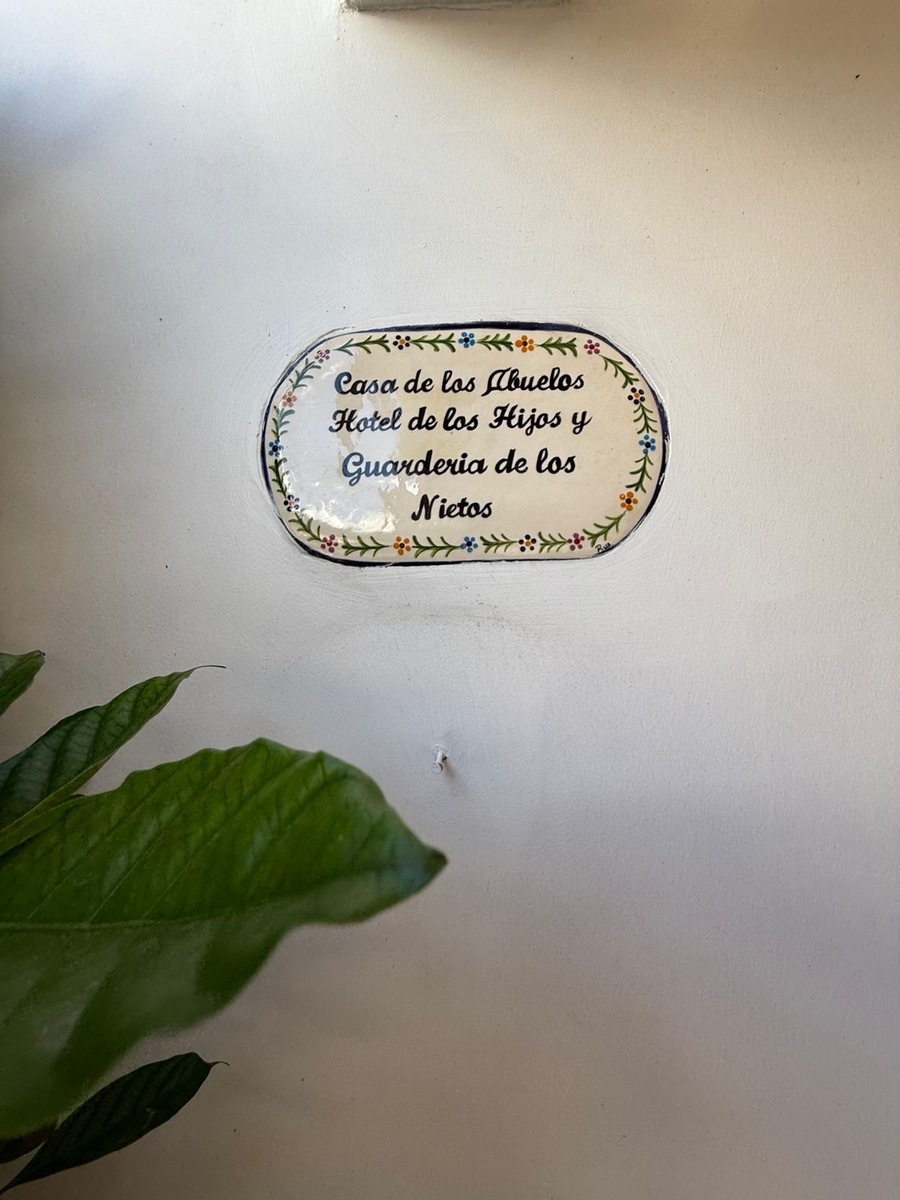 Casa de los Abuelos
Hotel de los Hijos y
Guarderia de los
Nietos